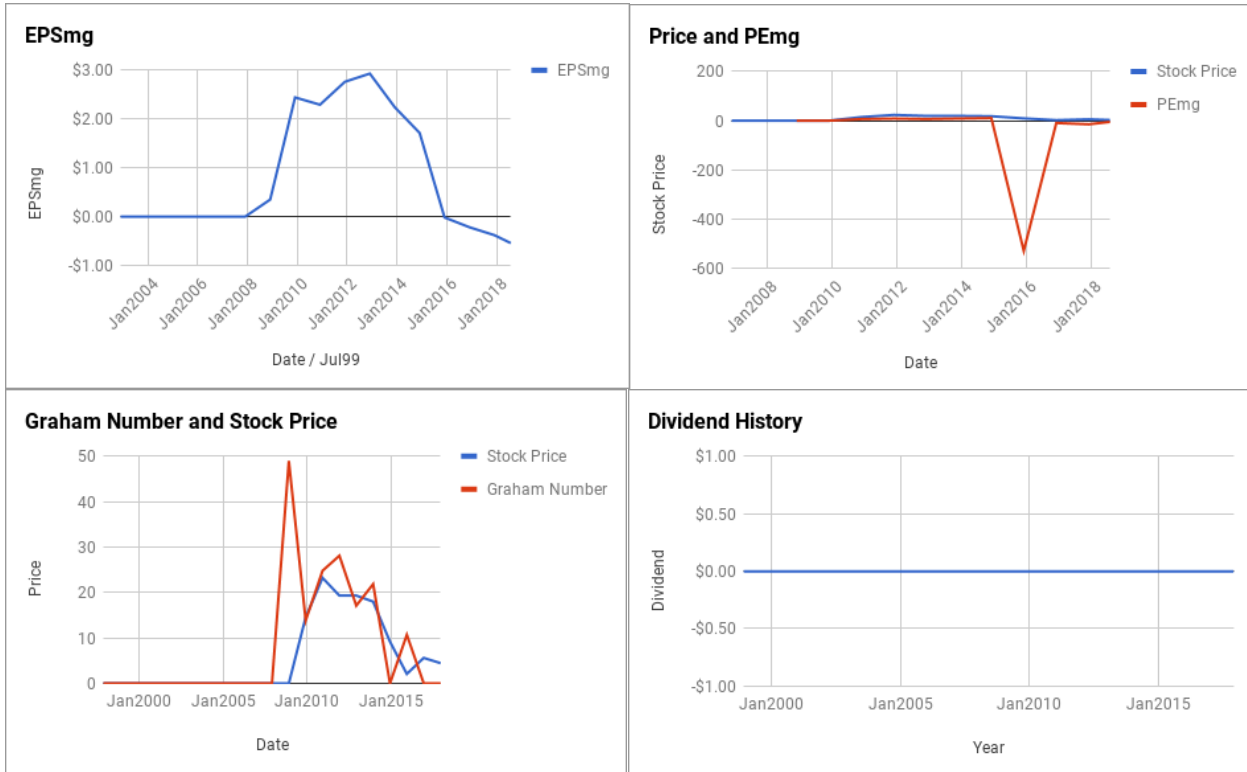 EPSmg
EPSmg
$3.00
$2.00
$1.00
$0.00
-$1.00
EPSmg
Jan2004
Jan2006
Jan2008
Jan2010
Jan2012
Jan2014
Jan2016
Jan2018
Date / Jul99
Price and PEmg
Stock Price
PEmg
200
0
-200
-400
-600
Stock Price
Jan2008
Jan2010
Jan2012
Jan2014
Jan2016
Jan2018
Date
Graham Number and Stock Price
Stock Price
Graham Number
50
40
30
20
10
0
Price
Jan2000
Jan2005
Jan2010
Jan2015
Date
Dividend History
$1.00
$0.50
$0.00
-$0.50
-$1.00
Dividend
Jan2000
Jan2005
Jan2010
Jan2015
Year